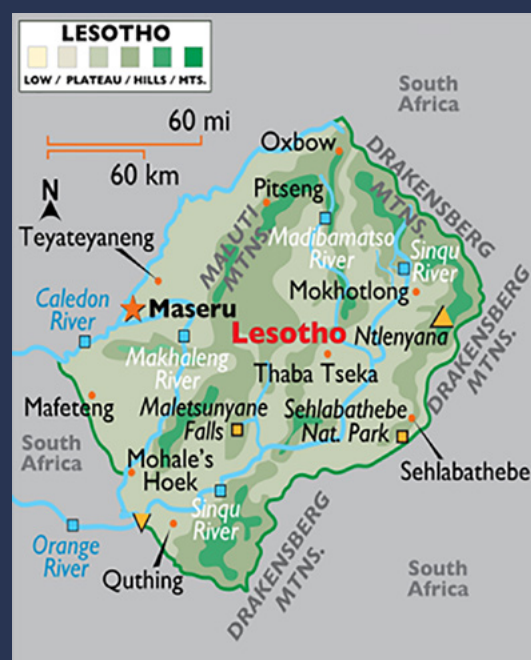 LESOTHO
LOW / PLATEAU / HILLS / MTS.
South
Africa
60 mi
60 km
N
Oxbow
DRAKENSBERG
MTNS.
Pitseng
MALUTI
MTNS.
Teyateyaneng
Madibamatso
River
Sinqu
River
Caledon
River
Maseru
Mokhotlong
Lesotho
Ntlenyana
Makhaleng
River
Thaba Tseka
DRAKENSBERG
MTNS.
Mafeteng
Maletsunyane
Falls
Sehlabathebe
Nat. Park
South
Africa
Mohale's
Hoek
Sehlabathebe
Sinqu
River
Orange
River
Quthing
DRAKENSBERG
MTNS.
South
Africa